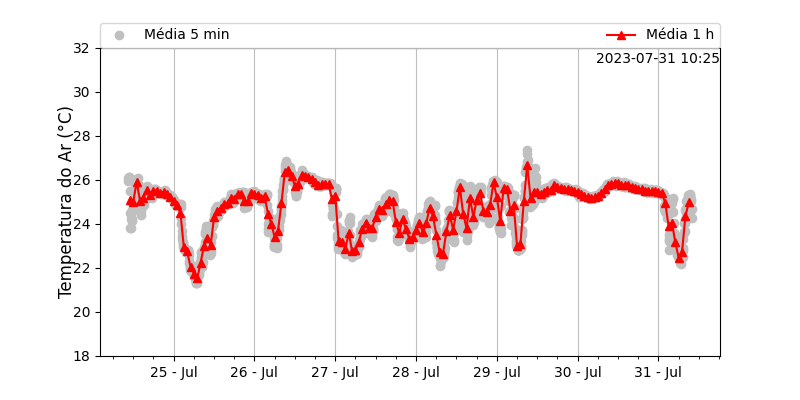 Média 5 min
Média 1 h
2023-07-31 10:25
Temperatura do Ar (°C)
32
30
28
26
24
22
20
18
25 - Jul
26 - Jul
27 - Jul
28 - Jul
29 - Jul
30 - Jul
31 - Jul